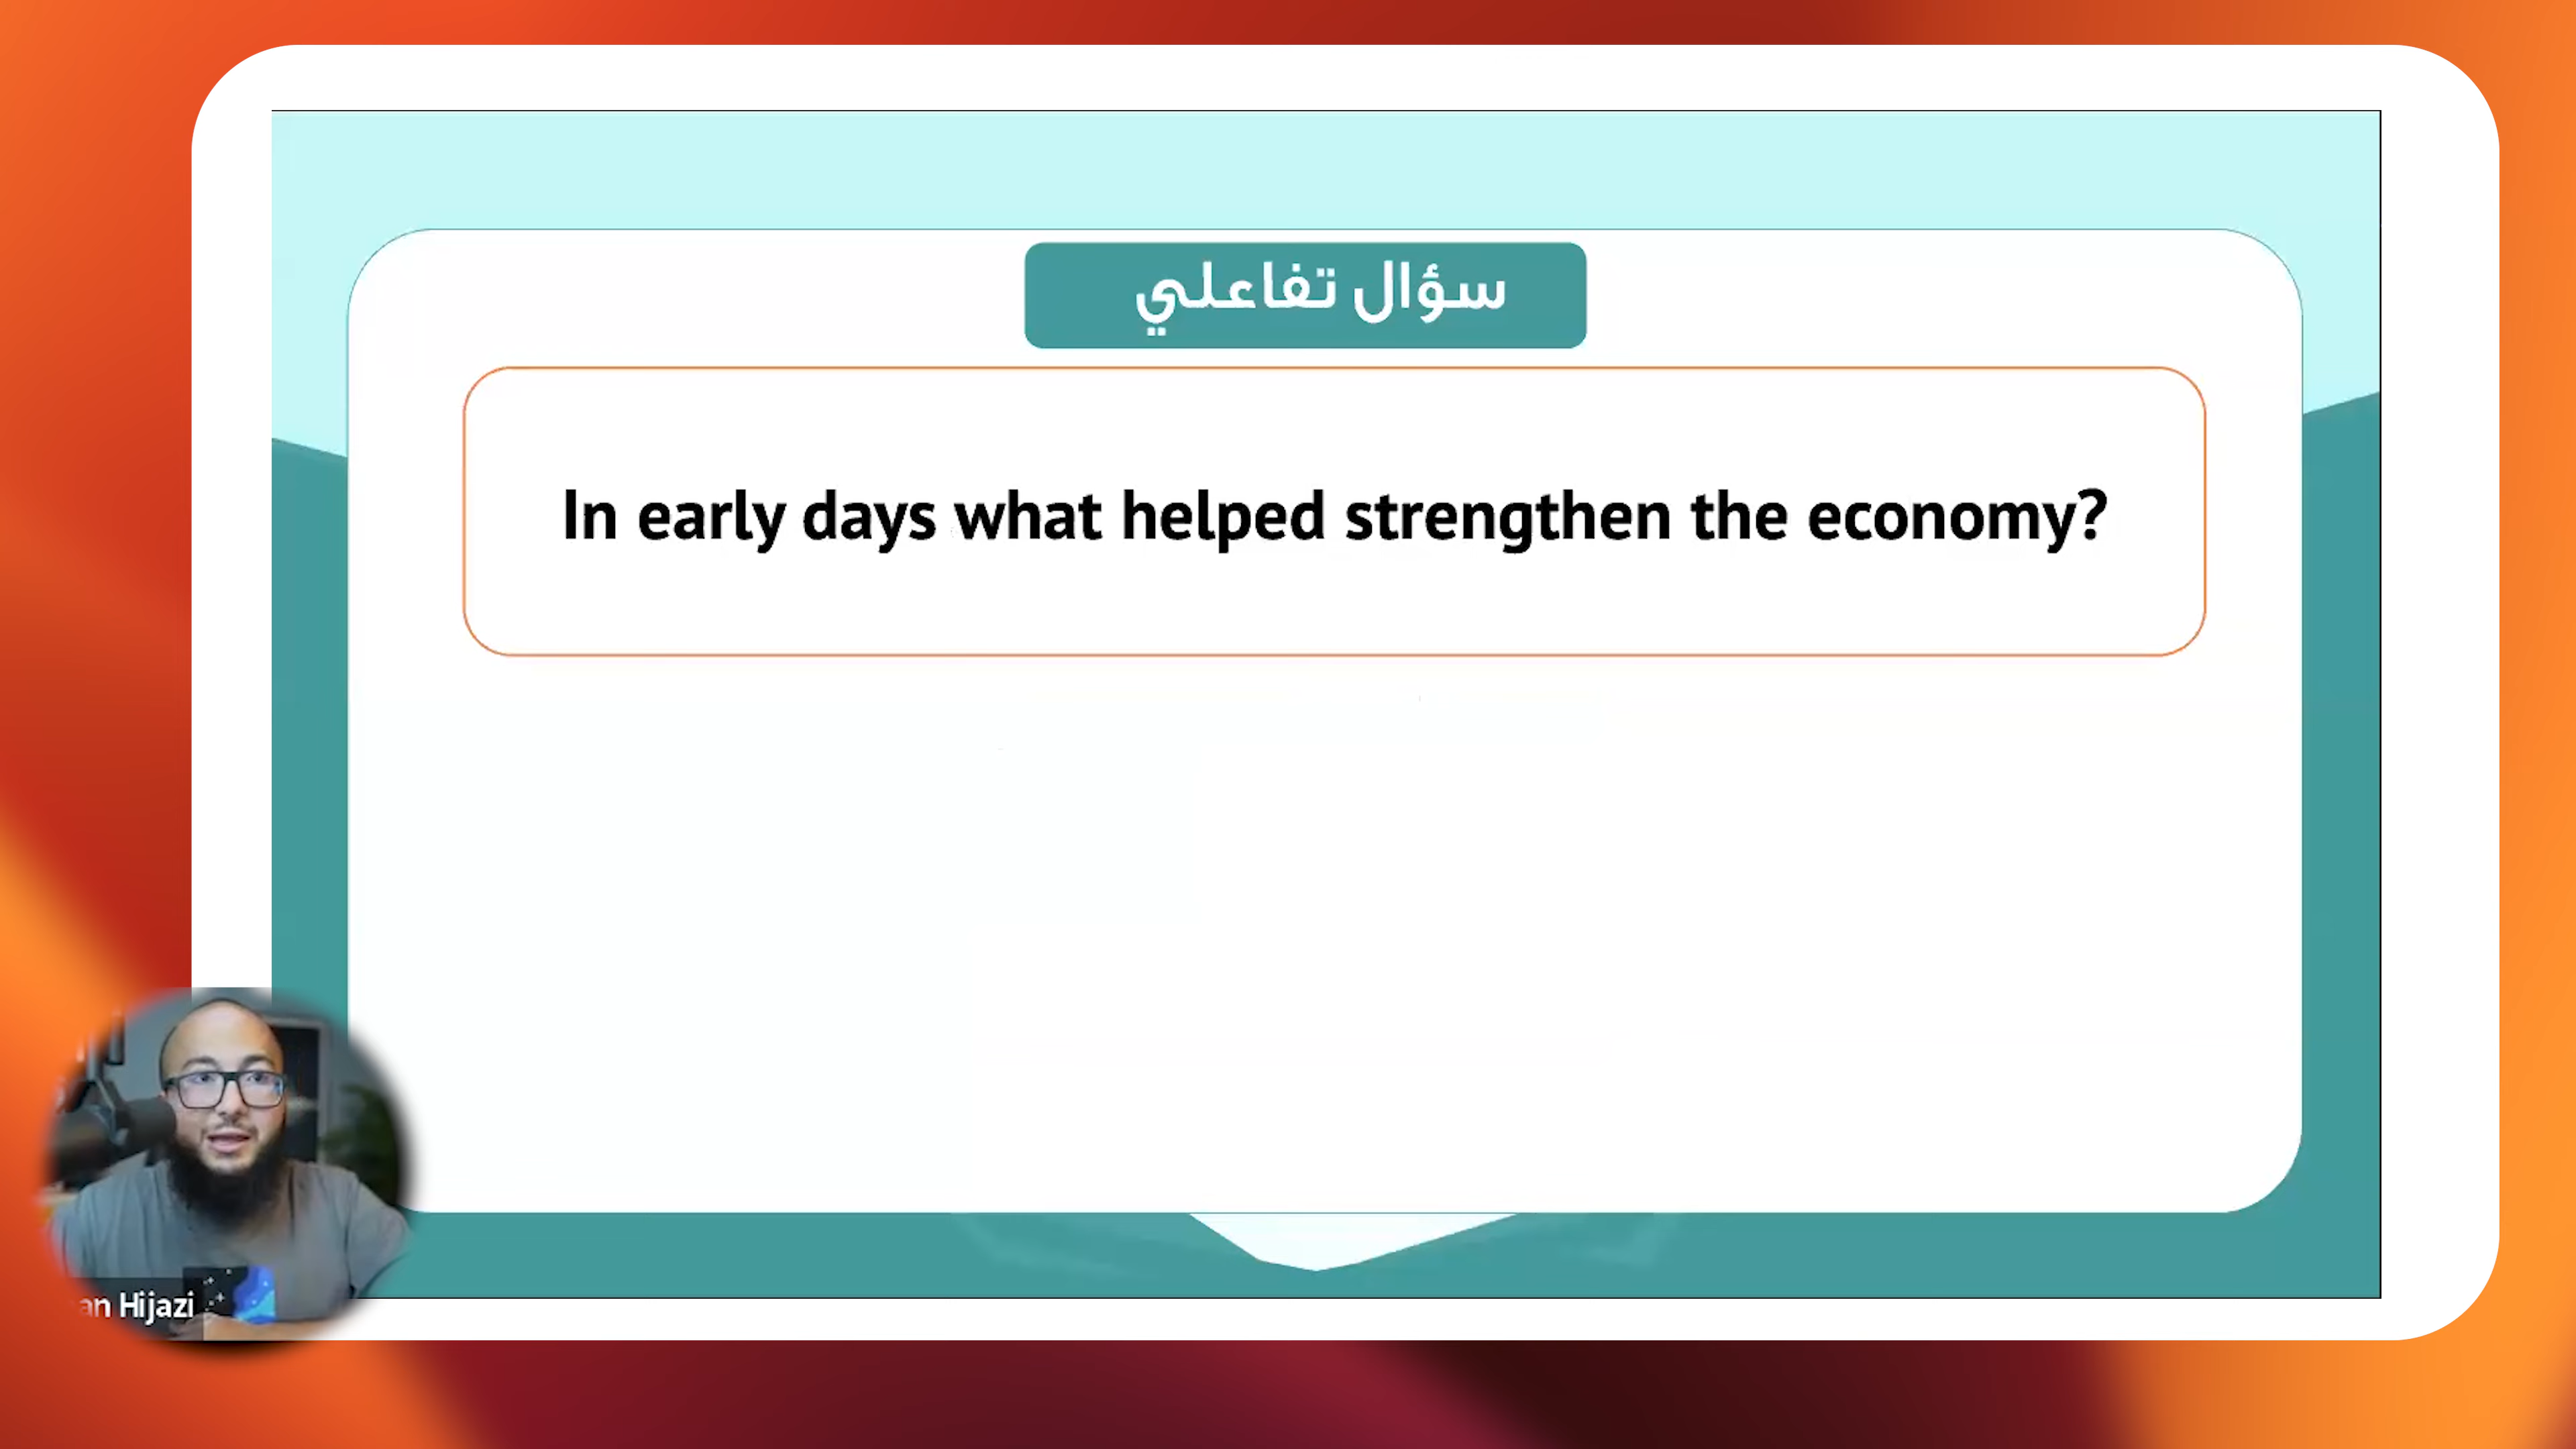 سؤال تفاعلي
In early days what helped strengthen the economy?
an Hijazi